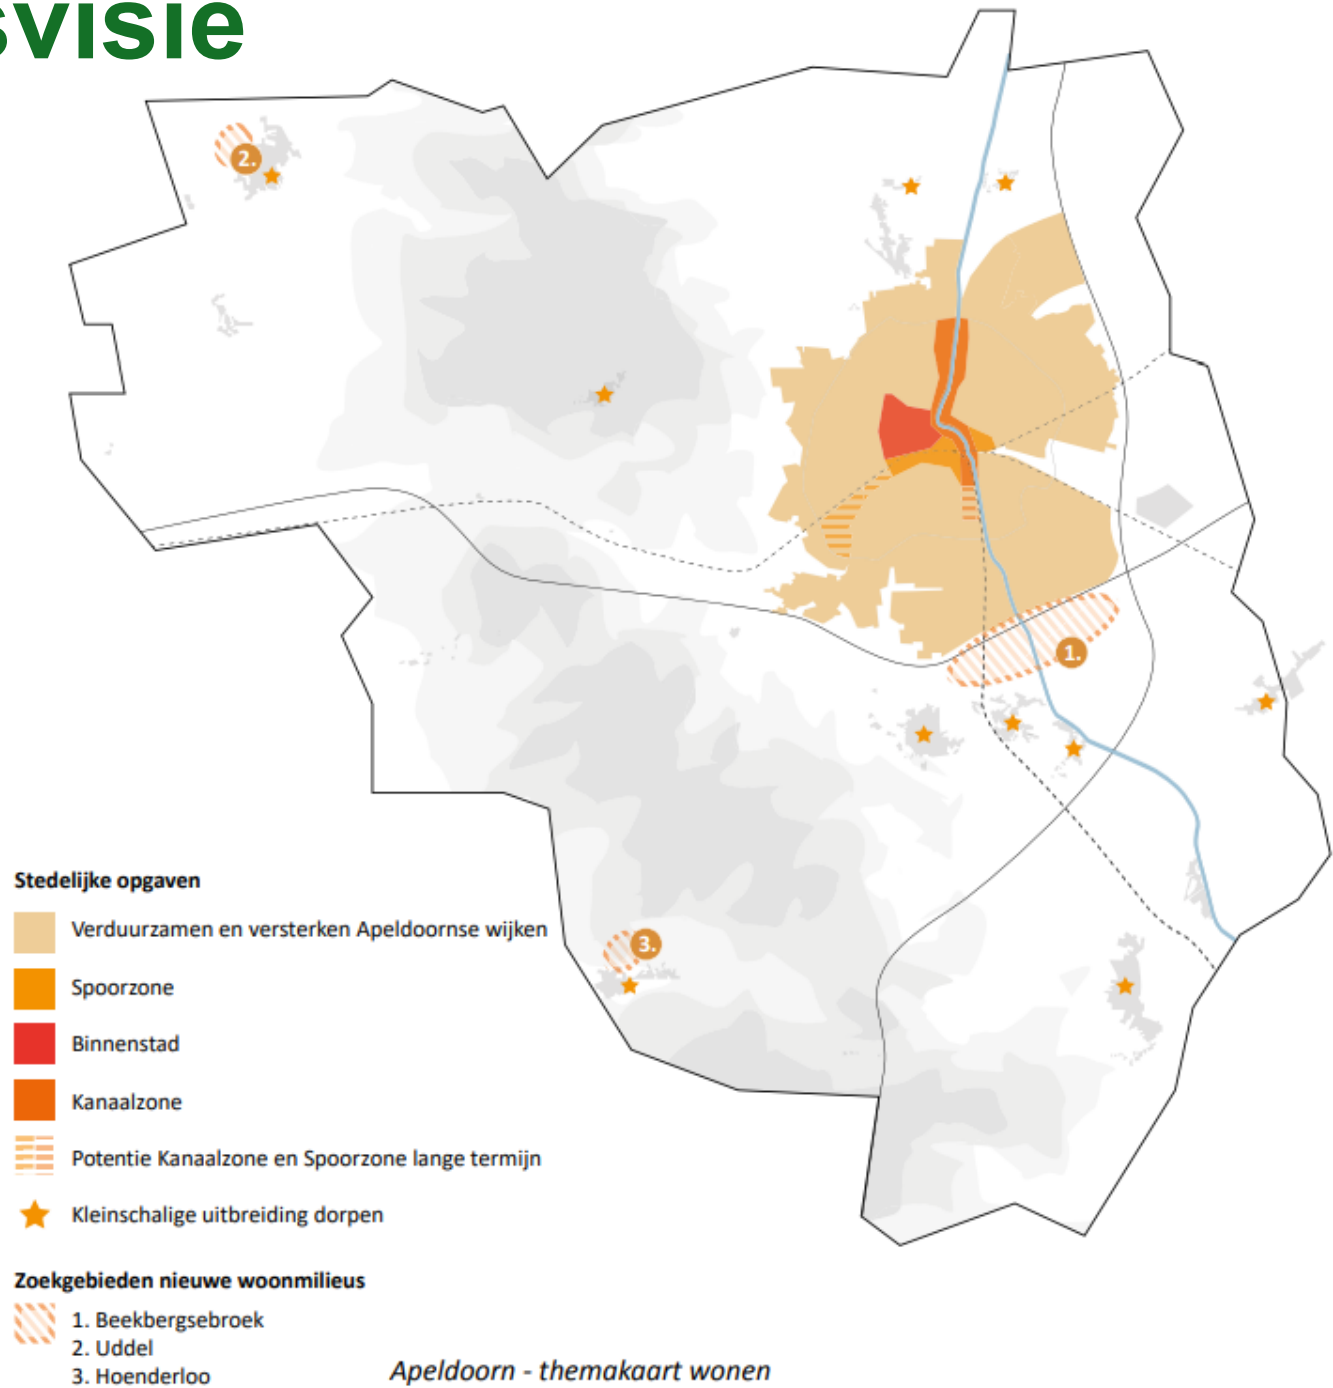 svisie
2.
1.
3.
Stedelijke opgaven
Verduurzamen en versterken Apeldoornse wijken
Spoorzone
Binnenstad
Kanaalzone
Potentie Kanaalzone en Spoorzone lange termijn
Kleinschalige uitbreiding dorpen
Zoekgebieden nieuwe woonmilieus
1. Beekbergsebroek
2. Uddel
3. Hoenderloo
Apeldoorn - themakaart wonen